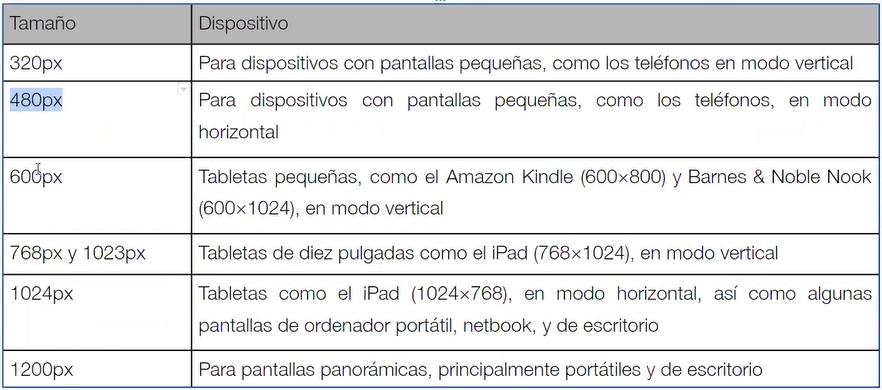 Tamaño Dispositivo
320px Para dispositivos con pantallas pequeñas, como los teléfonos en modo vertical
480px Para dispositivos con pantallas pequeñas, como los teléfonos, en modo
horizontal
600px Tabletas pequeñas, como el Amazon Kindle (600×800) y Barnes & Noble Nook
(600×1024), en modo vertical
768px y 1023px Tabletas de diez pulgadas como el iPad (768×1024), en modo vertical
1024px Tabletas como el iPad (1024×768), en modo horizontal, así como algunas
pantallas de ordenador portátil, netbook, y de escritorio
1200px Para pantallas panorámicas, principalmente portátiles y de escritorio